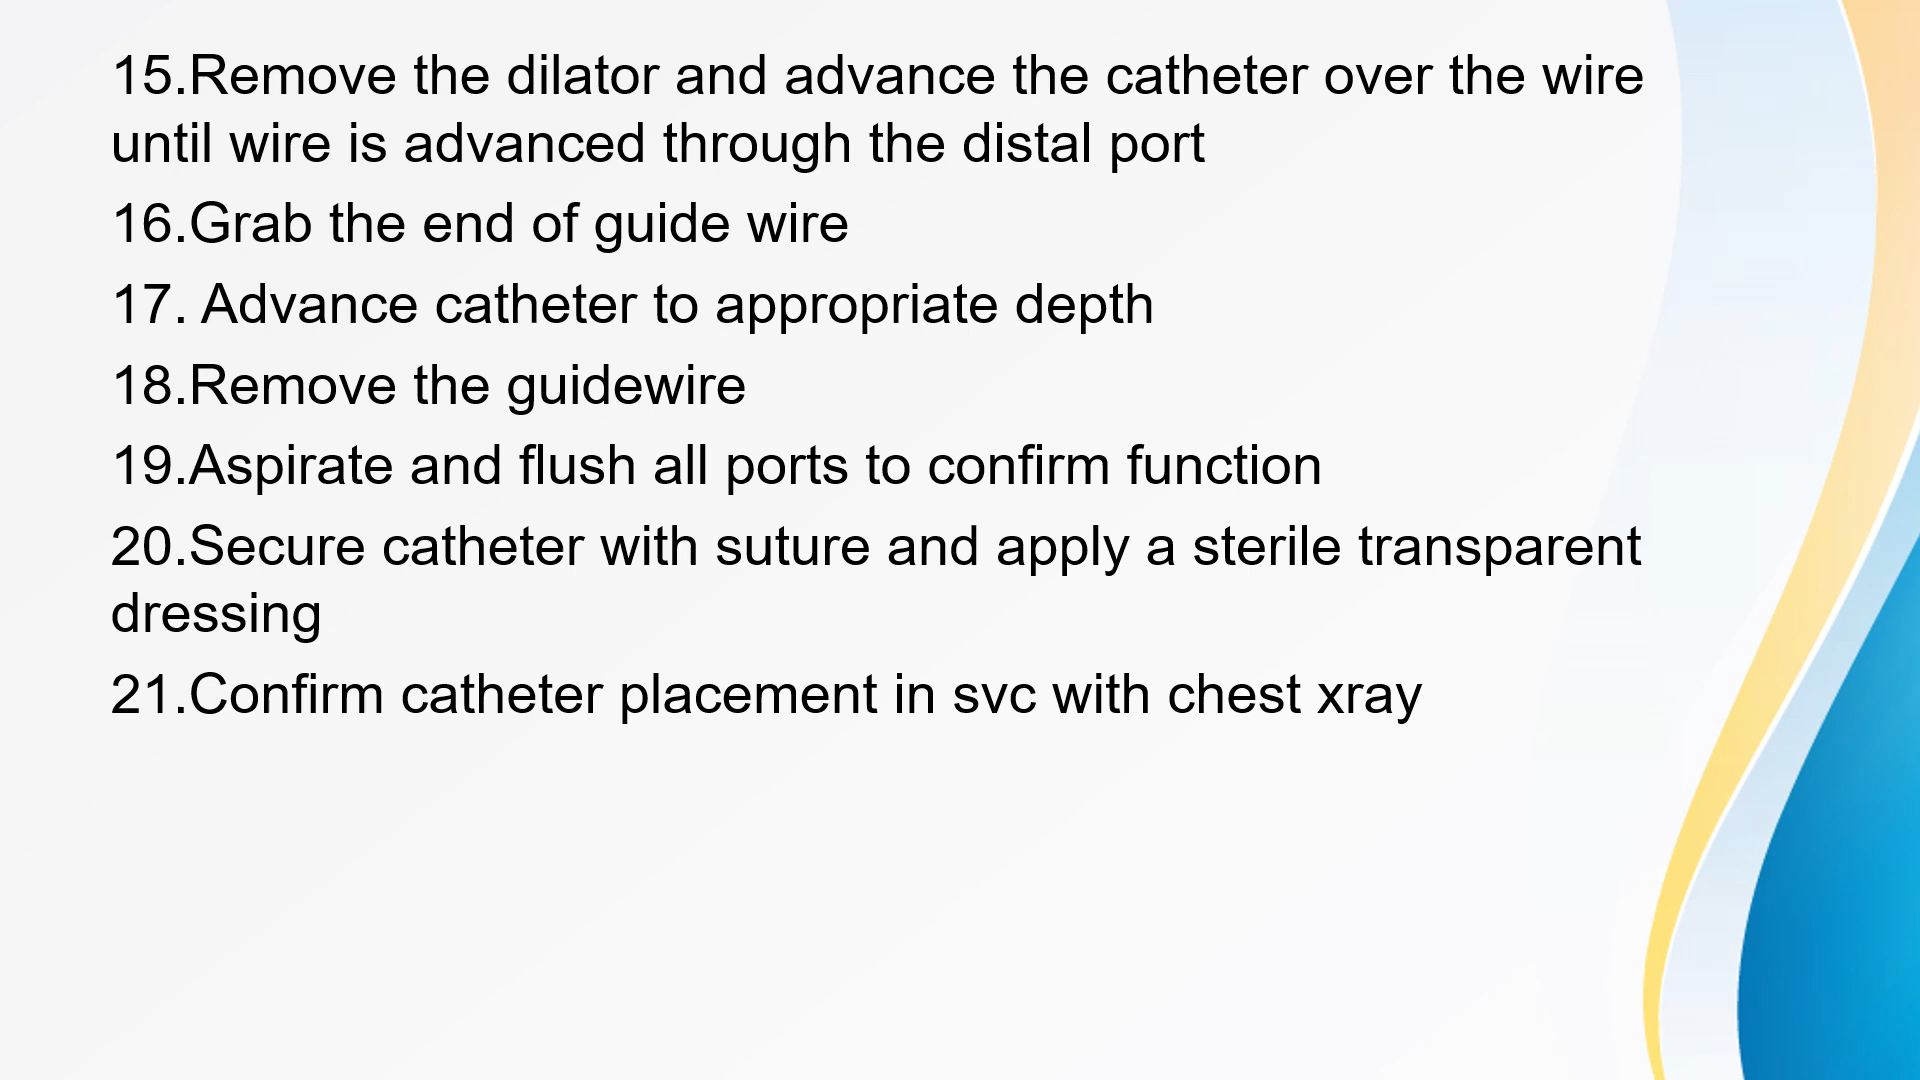 15.Remove the dilator and advance the catheter over the wire
until wire is advanced through the distal port
16.Grab the end of guide wire
17. Advance catheter to appropriate depth
18.Remove the guidewire
19.Aspirate and flush all ports to confirm function
20.Secure catheter with suture and apply a sterile transparent
dressing
21.Confirm catheter placement in svc with chest xray